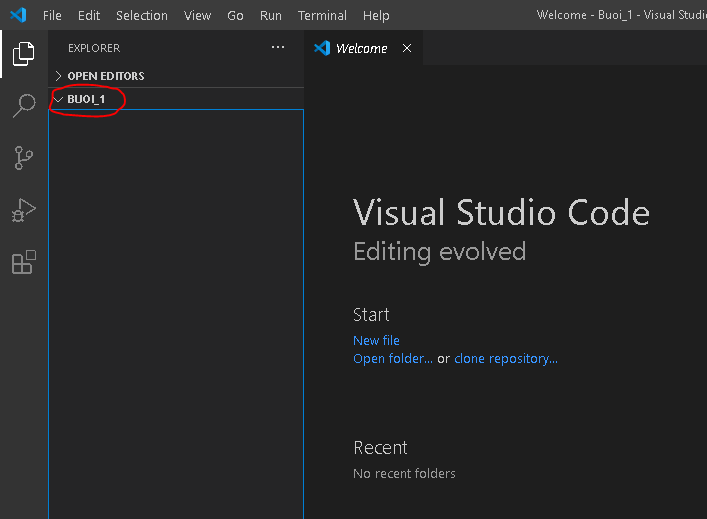 File Edit Selection View Go Run Terminal Help Welcome - Buoi_1 - Visual Studi
EXPLORER ···
Welcome ×
OPEN EDITORS
BUOI_1
Visual Studio Code
Editing evolved
Start
New file
Open folder... or clone repository...
Recent
No recent folders